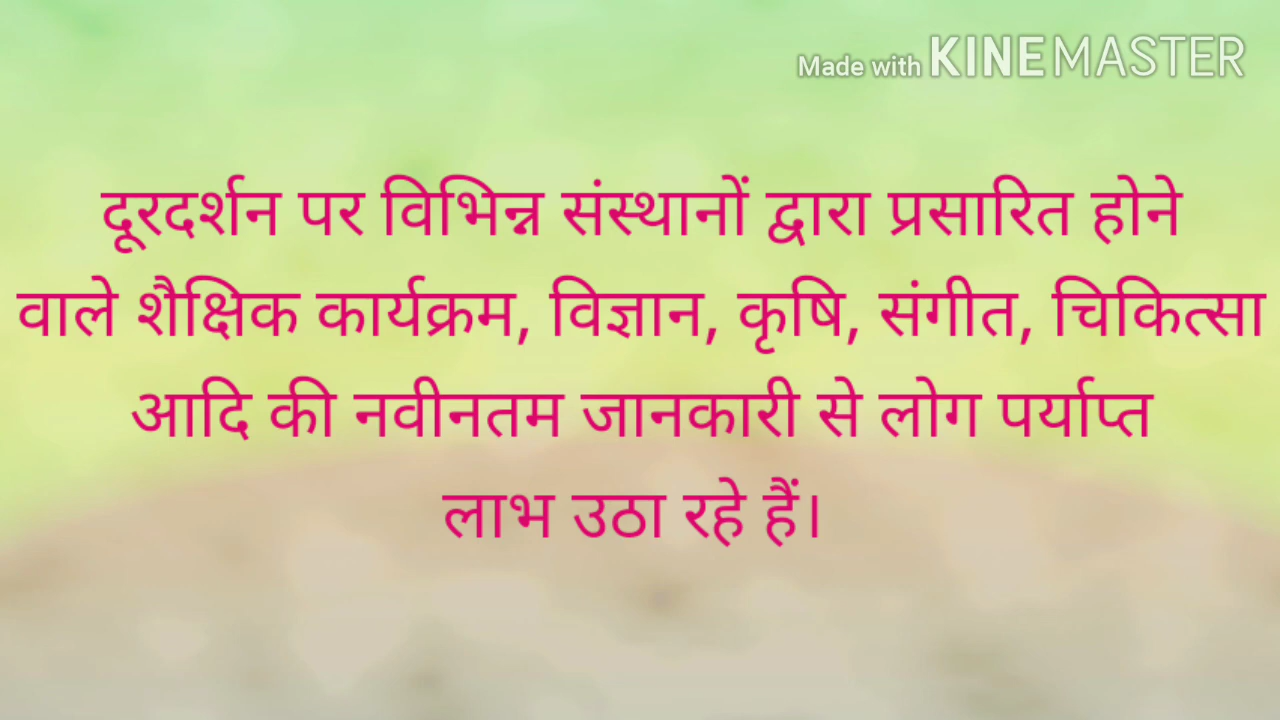 Made with KINEMASTER
दूरदर्शन पर विभिन्न संस्थानों द्वारा प्रसारित होने
वाले शैक्षिक कार्यक्रम, विज्ञान, कृषि, संगीत, चिकित्सा
आदि की नवीनतम जानकारी से लोग पर्याप्त
लाभ उठा रहे हैं।